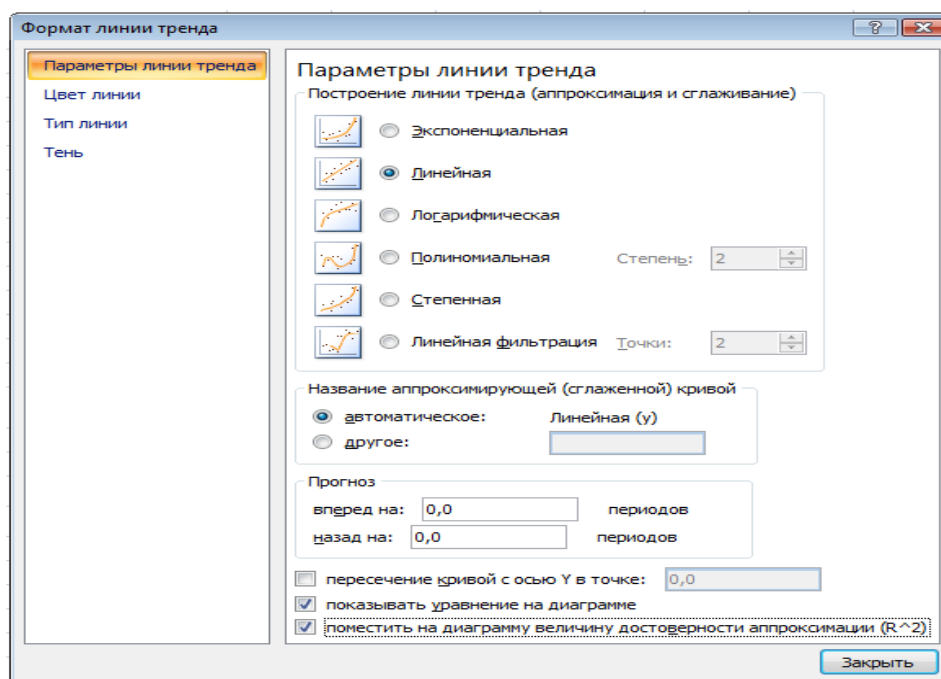 Формат линии тренда
Параметры линии тренда
Цвет линии
Тип линии
Тень
Параметры линии тренда
Построение линии тренда (аппроксимация и сглаживание)
Экспоненциальная
Линейная
Логарифмическая
Полиномиальная Степень: 2
Степенная
Линейная фильтрация Точки: 2
Название аппроксимирующей (сглаженной) кривой
автоматическое: Линейная (y)
другое:
Прогноз
вперед на: 0,0 периодов
назад на: 0,0 периодов
пересечение кривой с осью Y в точке: 0,0
показывать уравнение на диаграмме
поместить на диаграмму величину достоверности аппроксимации (R^2)
Закрыть